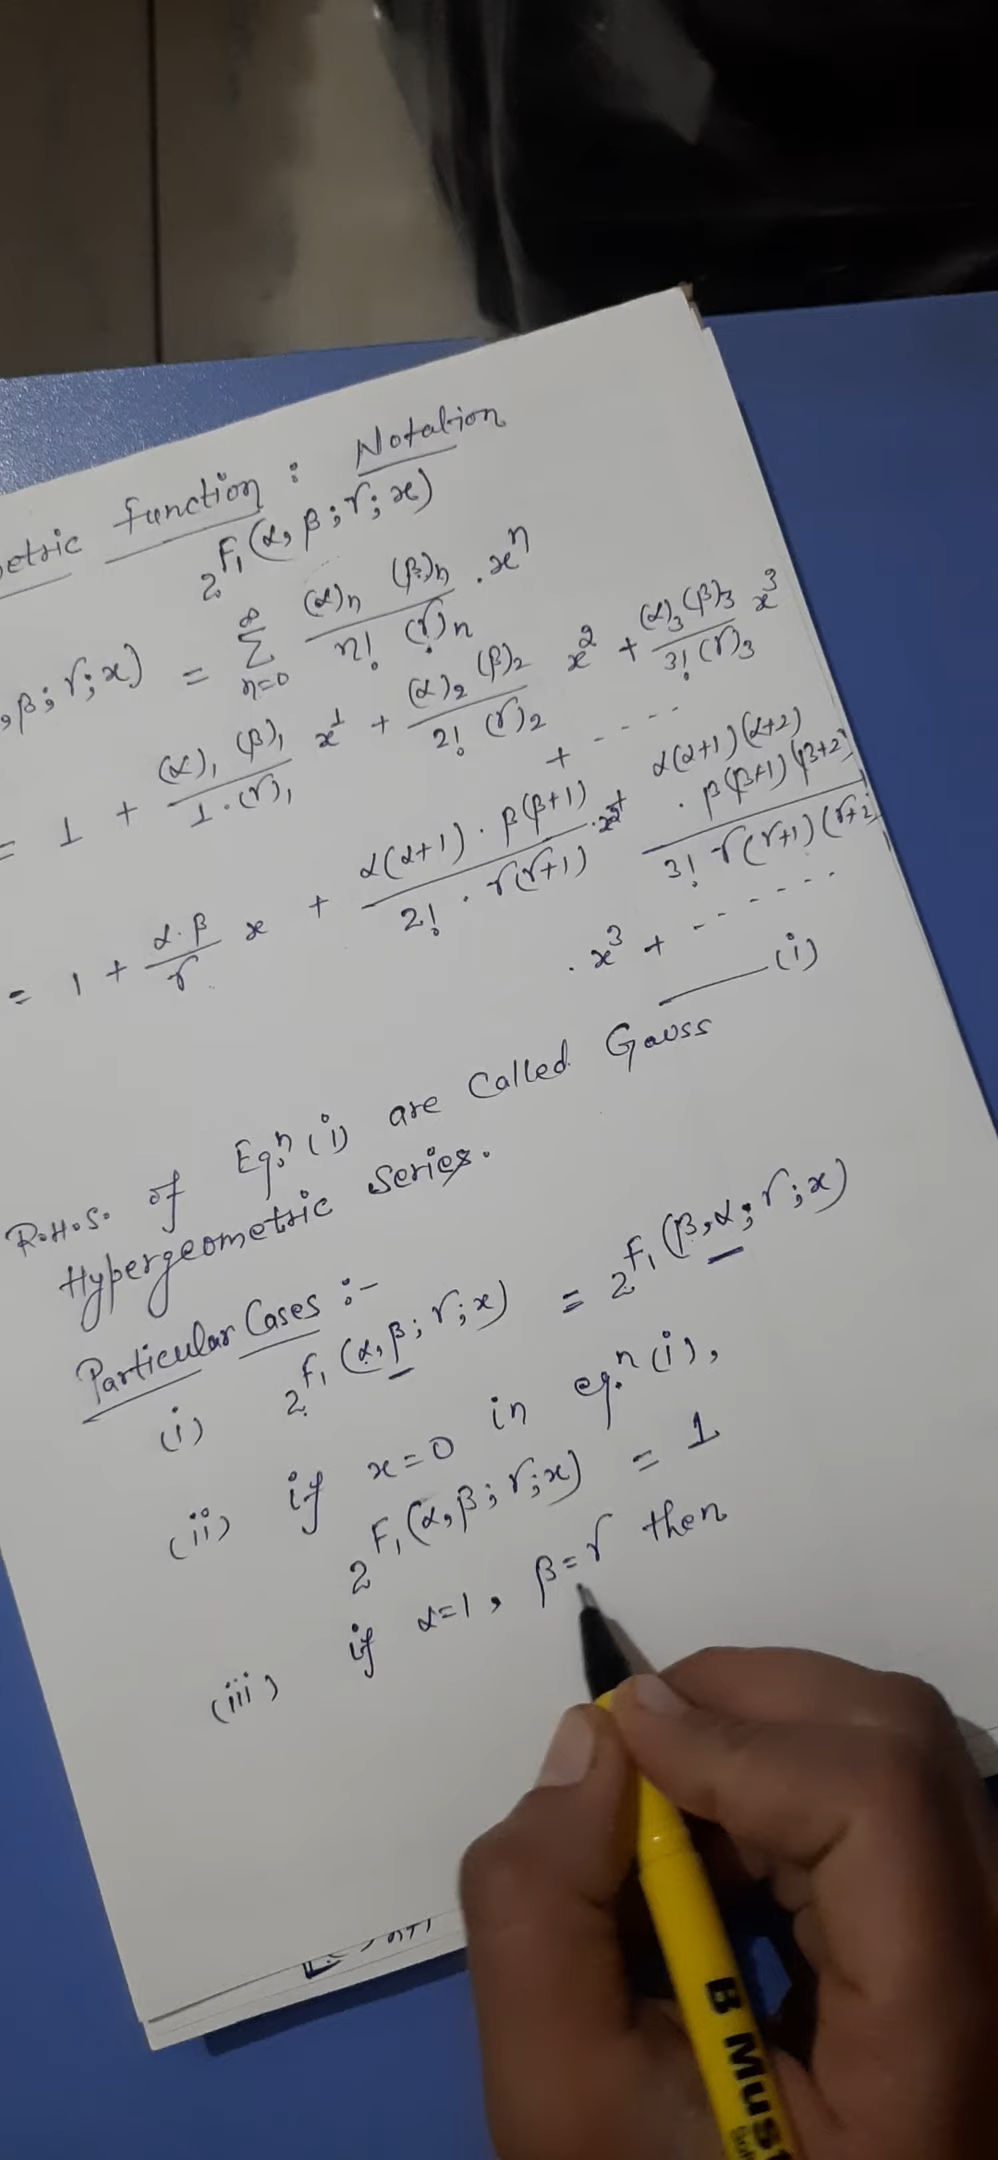 etric function : Notation
₂F₁(α, β; γ; x)
, β; γ; x) = ∞ Σ n=0 (α)n (β)n / n! (γ)n . xⁿ
= 1 + (α)₁ (β)₁ / 1·(γ)₁ x¹ + (α)₂ (β)₂ / 2! (γ)₂ x² + (α)₃ (β)₃ / 3! (γ)₃ x³
+ - - - -
= 1 + α·β / γ x + α(α+1) · β(β+1) / 2! · γ(γ+1) . x² + α(α+1)(α+2) · β(β+1)(β+2) / 3! γ(γ+1)(γ+2)
. x³ + - - - - - - -
——— (i)
R.H.S. of Eqⁿ (i) are Called Gauss
Hypergeometric Series.
Particular Cases :-
(i) ₂F₁ (α, β; γ; x) = ₂F₁ (β, α; γ; x)
(ii) if x=0 in eqⁿ (i),
₂F₁(α, β; γ; x) = 1
(iii) if α=1, β=γ then
B Mus